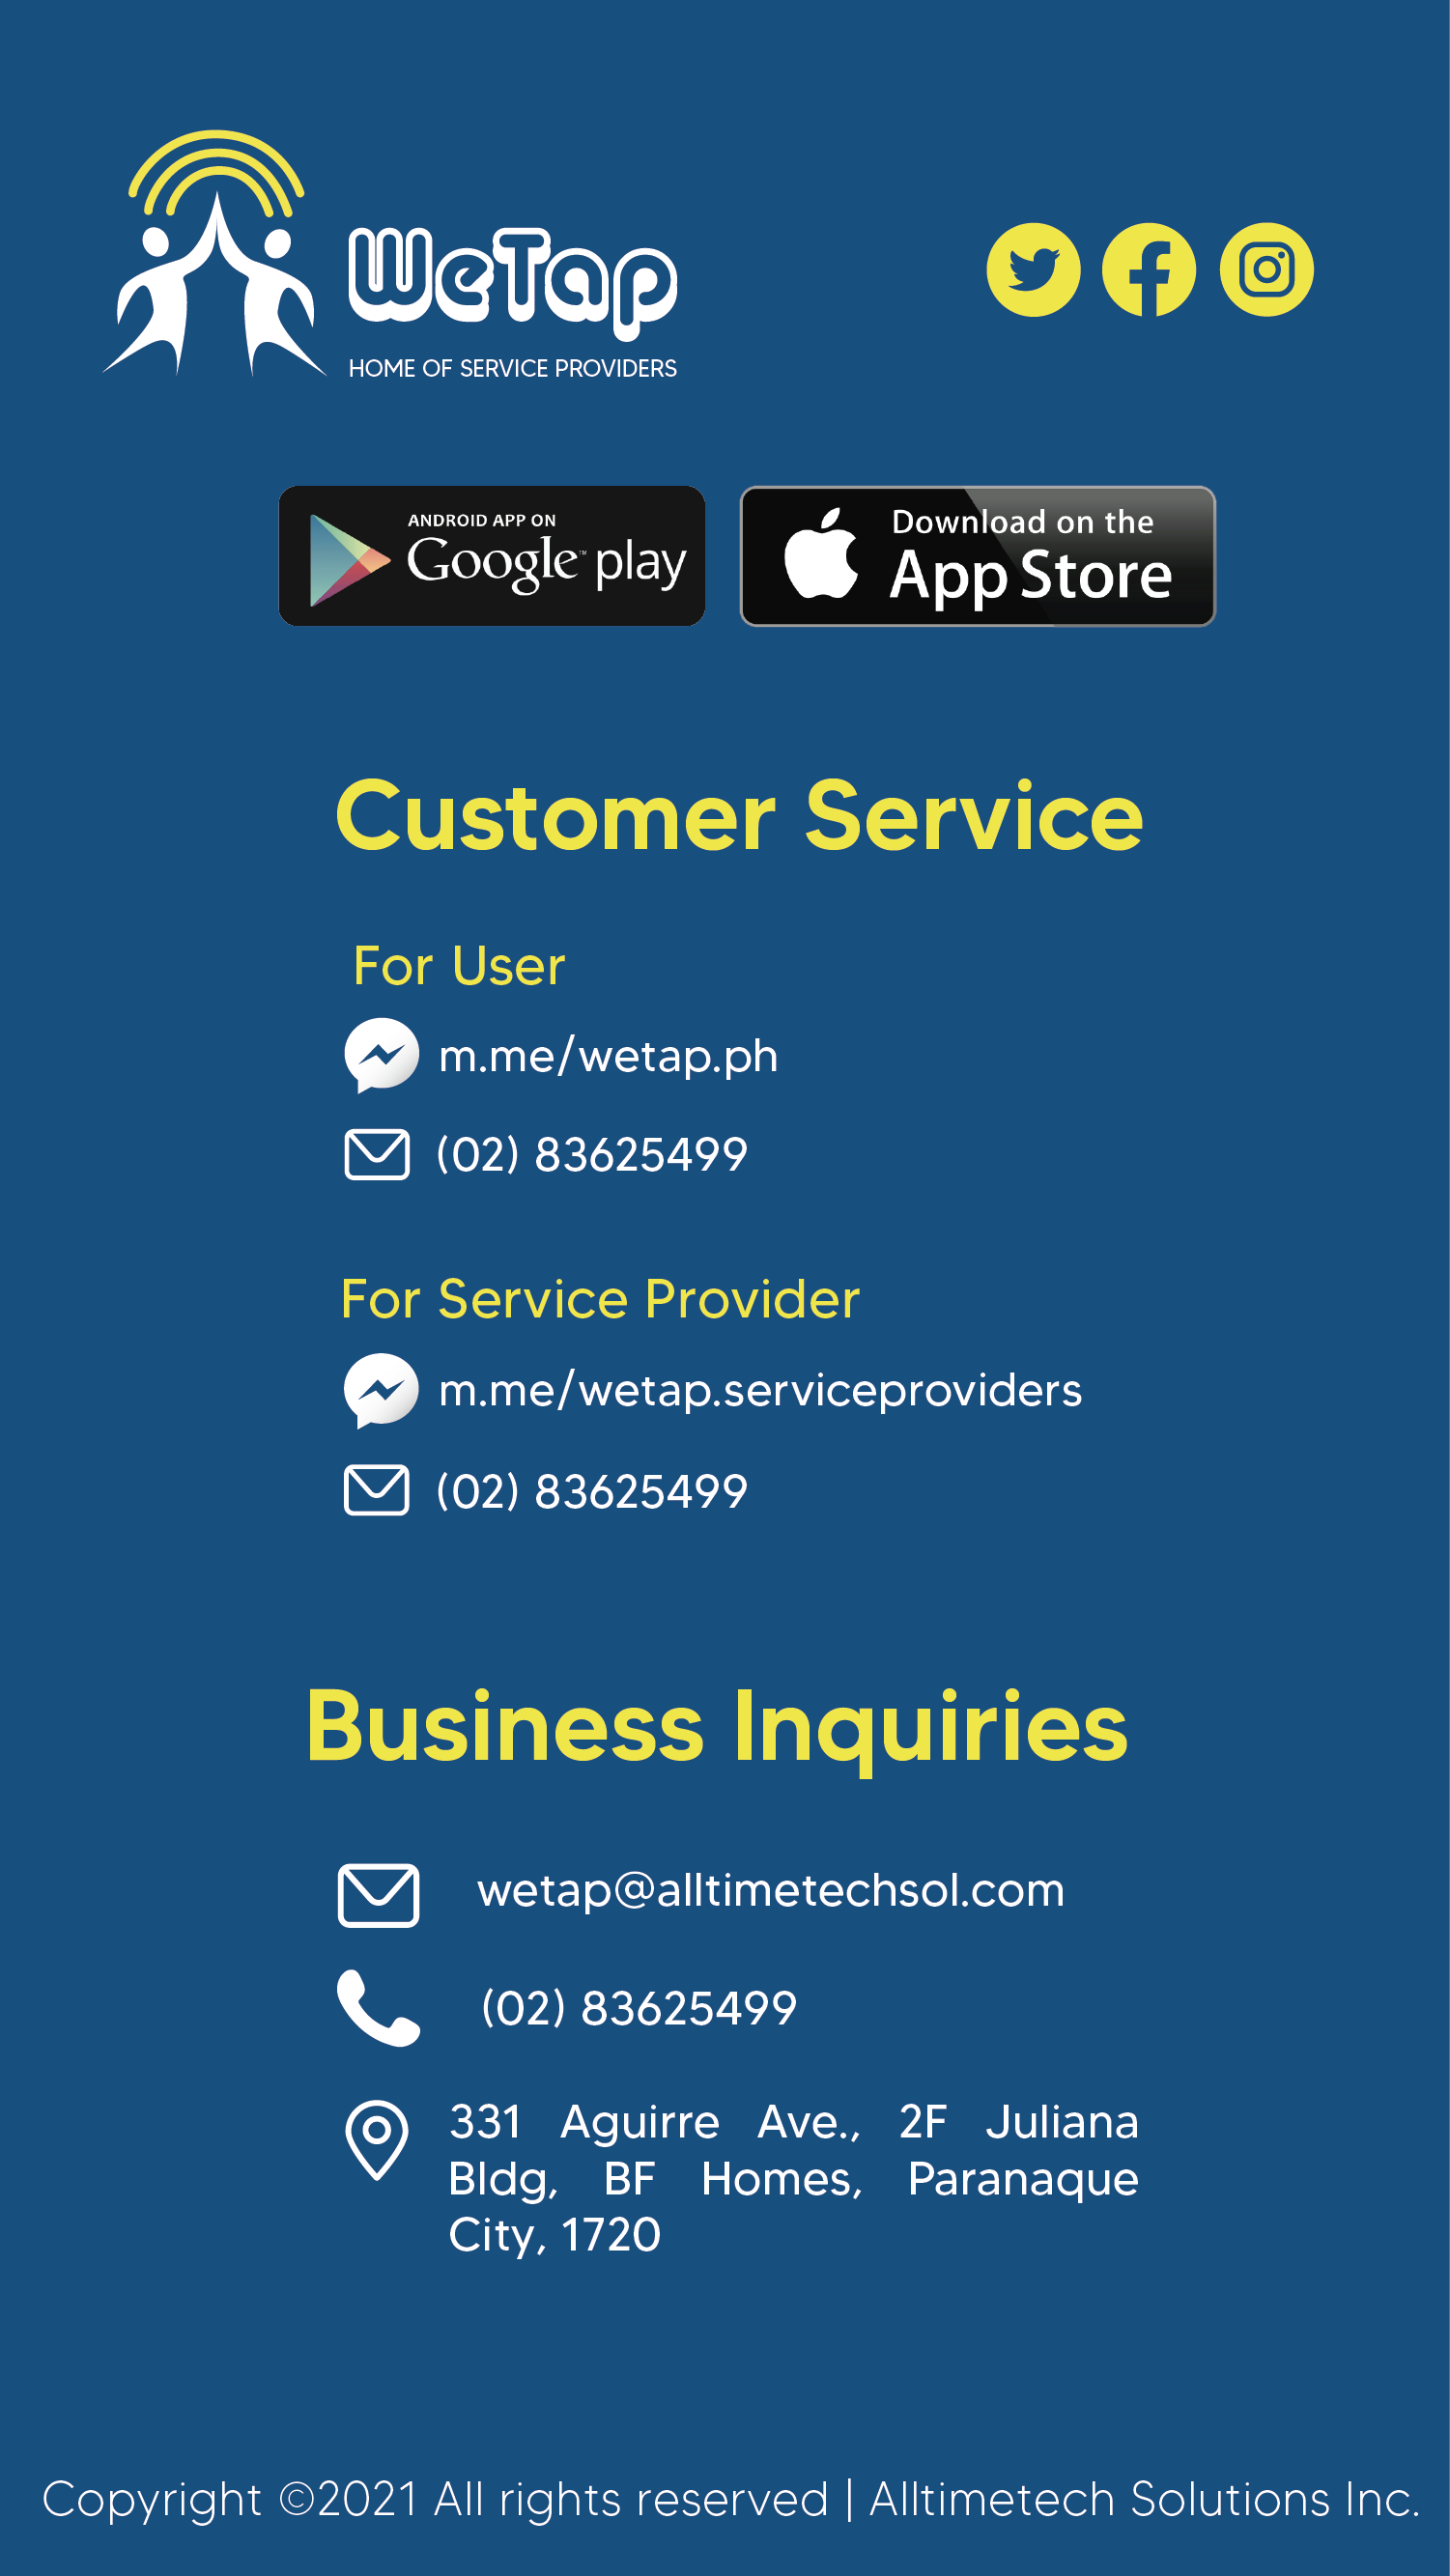 WeTap
HOME OF SERVICE PROVIDERS
ANDROID APP ON
Google™ play
Download on the
App Store
Customer Service
For User
m.me/wetap.ph
(02) 83625499
For Service Provider
m.me/wetap.serviceproviders
(02) 83625499
Business Inquiries
wetap@alltimetechsol.com
(02) 83625499
331 Aguirre Ave., 2F Juliana
Bldg, BF Homes, Paranaque
City, 1720
Copyright ©2021 All rights reserved | Alltimetech Solutions Inc.